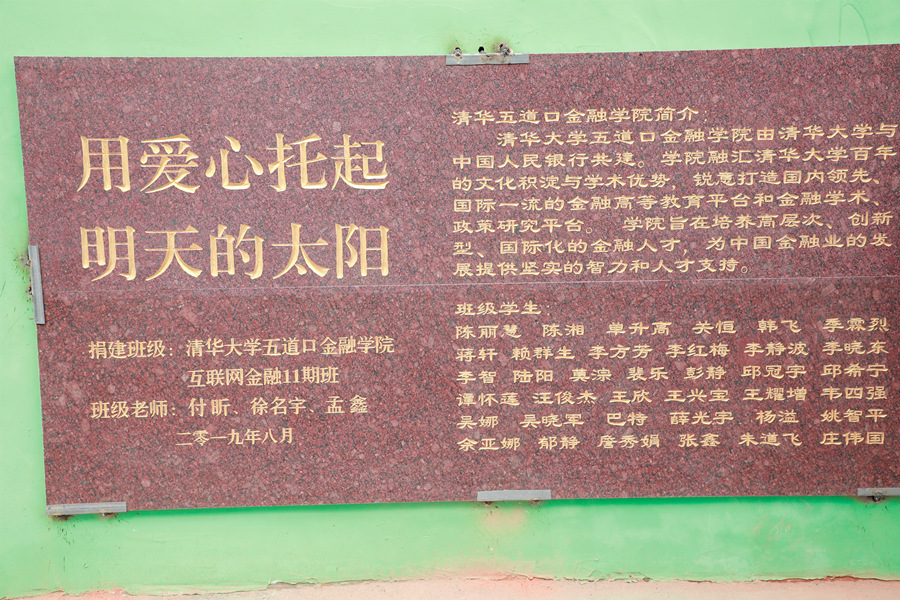 用爱心托起
明天的太阳
捐建班级：清华大学五道口金融学院
互联网金融11期班
班级老师：付昕、徐名宇、孟鑫
二零一九年八月
清华五道口金融学院简介：
清华大学五道口金融学院由清华大学与
中国人民银行共建。学院融汇清华大学百年
的文化积淀与学术优势，锐意打造国内领先、
国际一流的金融高等教育平台和金融学术、
政策研究平台。 学院旨在培养高层次、创新
型、国际化的金融人才，为中国金融业的发
展提供坚实的智力和人才支持。
班级学生：
陈丽慧 陈湘 单升高 关恒 韩飞 季霖烈
蒋轩 赖群生 李方芳 李红梅 李静波 李晓东
李智 陆阳 莫淙 裴乐 彭静 邱冠宇 邱希宁
谭怀莲 汪俊杰 王欣 王兴宝 王耀增 韦四强
吴娜 吴晓军 巴特 薛光宇 杨溢 姚智平
余亚娜 郁静 詹秀娟 张鑫 朱道飞 庄伟国